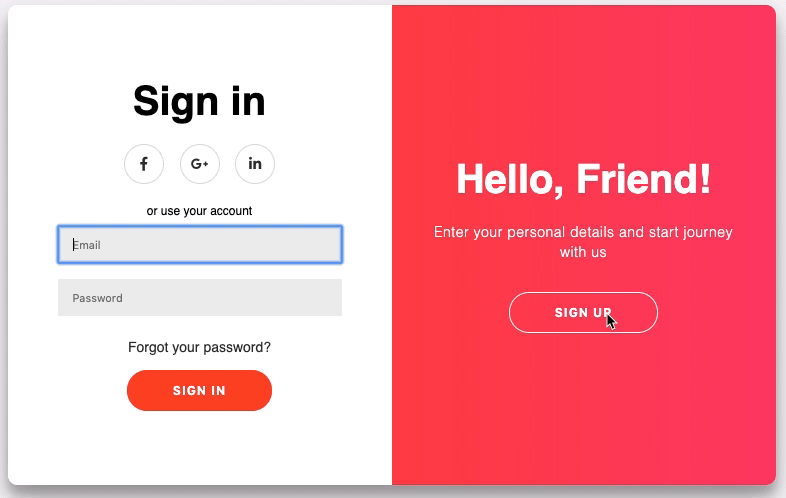 Sign in
f
G+
in
or use your account
Email
Password
Forgot your password?
SIGN IN
Hello, Friend!
Enter your personal details and start journey
with us
SIGN UP